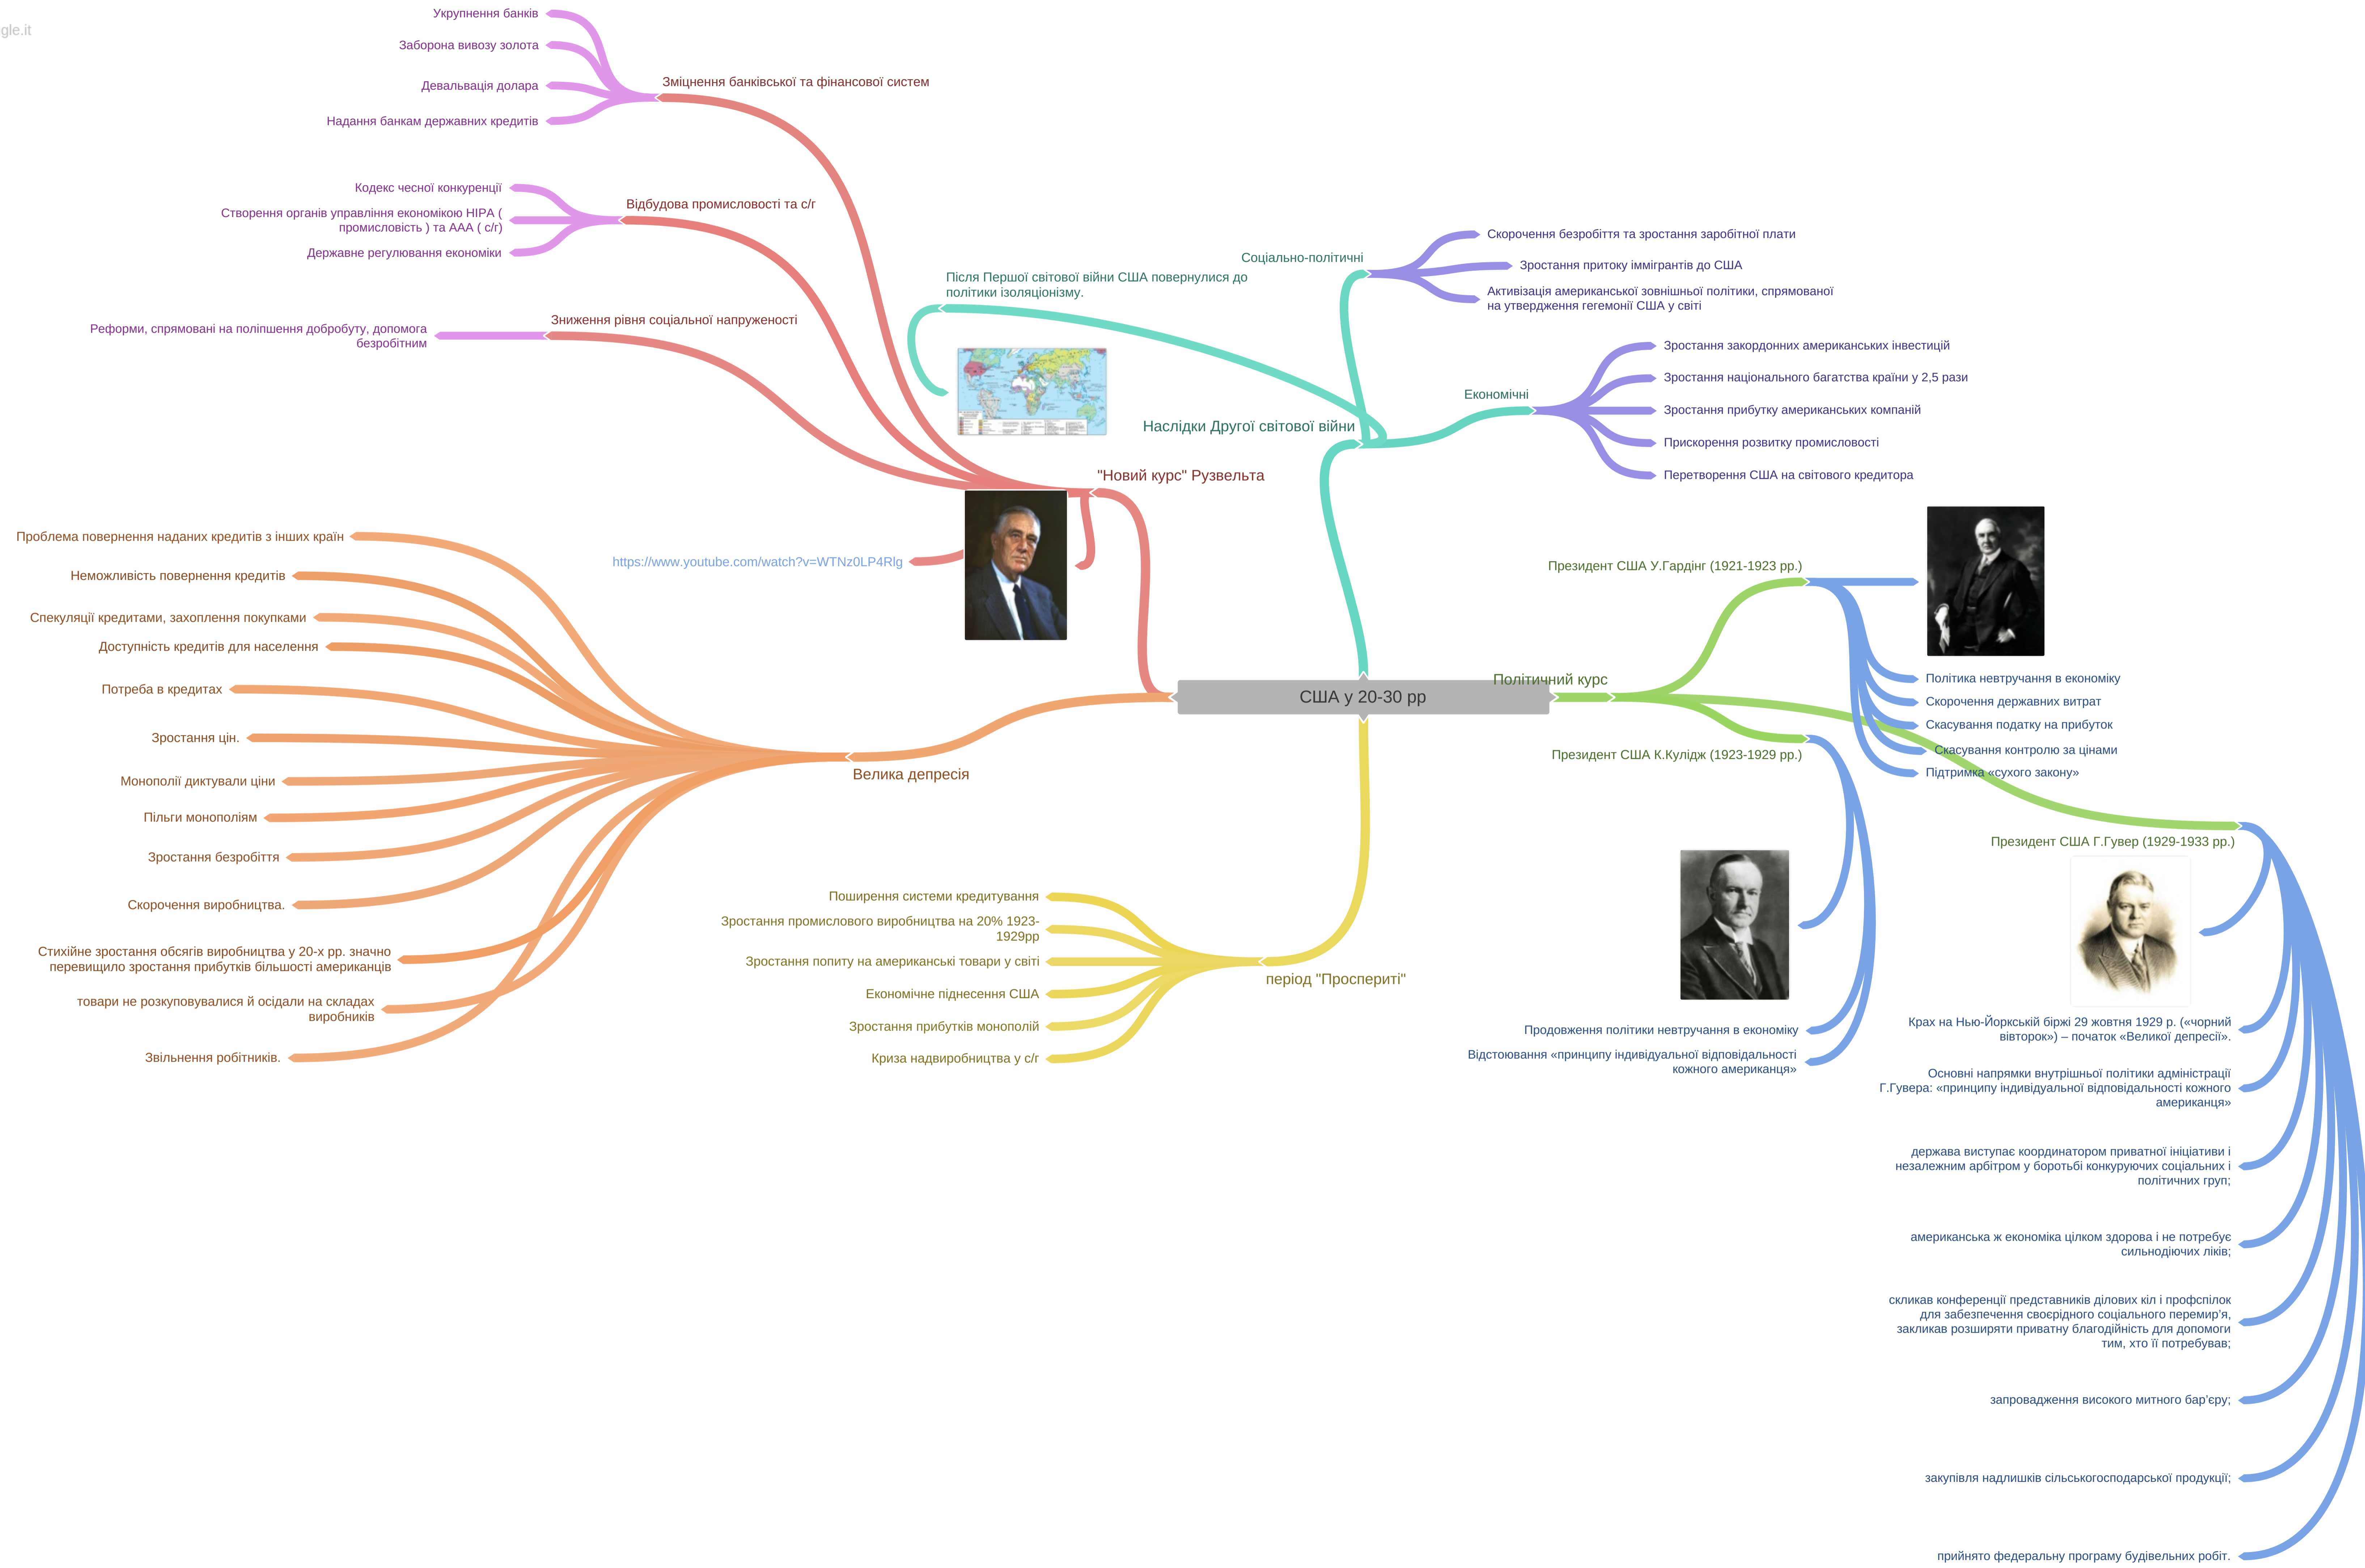 gle.it
Укрупнення банків
Заборона вивозу золота
Девальвація долара
Надання банкам державних кредитів
Зміцнення банківської та фінансової систем
Кодекс чесної конкуренції
Створення органів управління економікою НІРА (
промисловість ) та ААА ( с/г)
Державне регулювання економіки
Відбудова промисловості та с/г
Реформи, спрямовані на поліпшення добробуту, допомога
безробітним
Зниження рівня соціальної напруженості
"Новий курс" Рузвельта
https://www.youtube.com/watch?v=WTNz0LP4Rlg
Після Першої світової війни США повернулися до
політики ізоляціонізму.
Соціально-політичні
Скорочення безробіття та зростання заробітної плати
Зростання притоку іммігрантів до США
Активізація американської зовнішньої політики, спрямованої
на утвердження гегемонії США у світі
Економічні
Зростання закордонних американських інвестицій
Зростання національного багатства країни у 2,5 рази
Зростання прибутку американських компаній
Прискорення розвитку промисловості
Перетворення США на світового кредитора
Наслідки Другої світової війни
США у 20-30 рр
Політичний курс
Президент США У.Гардінг (1921-1923 рр.)
Політика невтручання в економіку
Скорочення державних витрат
Скасування податку на прибуток
Скасування контролю за цінами
Підтримка «сухого закону»
Президент США К.Кулідж (1923-1929 рр.)
Продовження політики невтручання в економіку
Відстоювання «принципу індивідуальної відповідальності
кожного американця»
Президент США Г.Гувер (1929-1933 рр.)
Крах на Нью-Йоркській біржі 29 жовтня 1929 р. («чорний
вівторок») – початок «Великої депресії».
Основні напрямки внутрішньої політики адміністрації
Г.Гувера: «принципу індивідуальної відповідальності кожного
американця»
держава виступає координатором приватної ініціативи і
незалежним арбітром у боротьбі конкуруючих соціальних і
політичних груп;
американська ж економіка цілком здорова і не потребує
сильнодіючих ліків;
скликав конференції представників ділових кіл і профспілок
для забезпечення своєрідного соціального перемир’я,
закликав розширяти приватну благодійність для допомоги
тим, хто її потребував;
запровадження високого митного бар’єру;
закупівля надлишків сільськогосподарської продукції;
прийнято федеральну програму будівельних робіт.
Проблема повернення наданих кредитів з інших країн
Неможливість повернення кредитів
Спекуляції кредитами, захоплення покупками
Доступність кредитів для населення
Потреба в кредитах
Зростання цін.
Монополії диктували ціни
Пільги монополіям
Зростання безробіття
Скорочення виробництва.
Стихійне зростання обсягів виробництва у 20-х рр. значно
перевищило зростання прибутків більшості американців
товари не розкуповувалися й осідали на складах
виробників
Звільнення робітників.
Велика депресія
Поширення системи кредитування
Зростання промислового виробництва на 20% 1923-
1929рр
Зростання попиту на американські товари у світі
Економічне піднесення США
Зростання прибутків монополій
Криза надвиробництва у с/г
період "Проспериті"